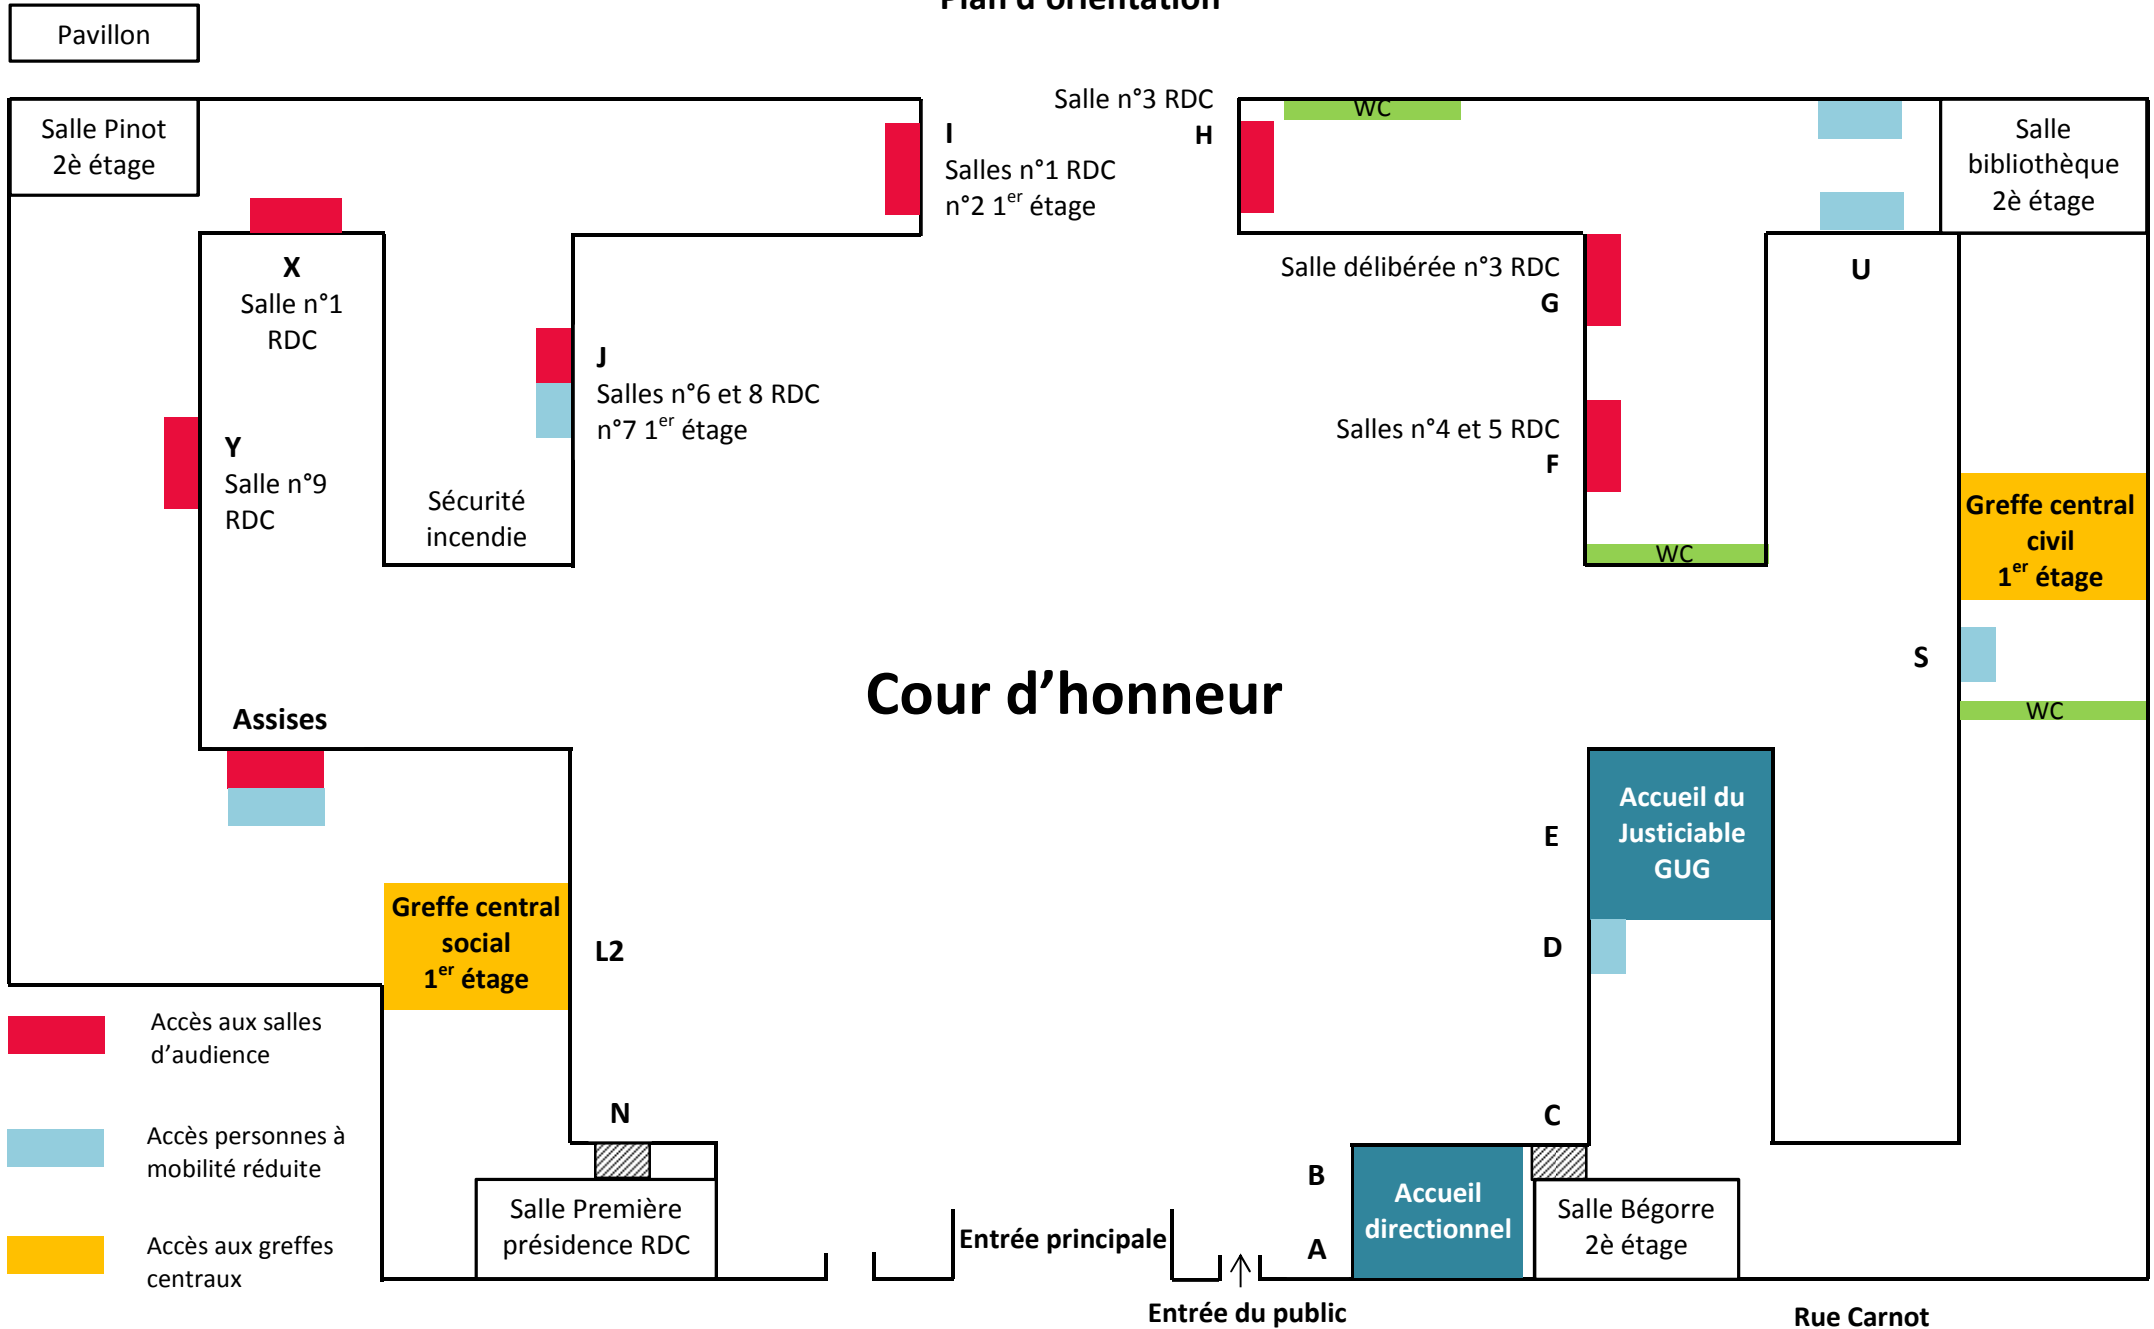 Plan d'orientation
Pavillon
Salle Pinot
2è étage
I
Salles n°1 RDC
n°2 1er étage
Salle n°3 RDC
H
WC
Salle
bibliothèque
2è étage
X
Salle n°1
RDC
J
Salles n°6 et 8 RDC
n°7 1er étage
Salle délibérée n°3 RDC
G
U
Y
Salle n°9
RDC
Sécurité
incendie
Salles n°4 et 5 RDC
F
WC
Greffe central
civil
1er étage
S
WC
Cour d’honneur
Assises
Accueil du
Justiciable
GUG
E
D
Greffe central
social
1er étage
L2
Accès aux salles
d’audience
Accès personnes à
mobilité réduite
Accès aux greffes
centraux
N
Salle Première
présidence RDC
Entrée principale
C
B
A
Accueil
directionnel
Salle Bégorre
2è étage
Entrée du public
Rue Carnot